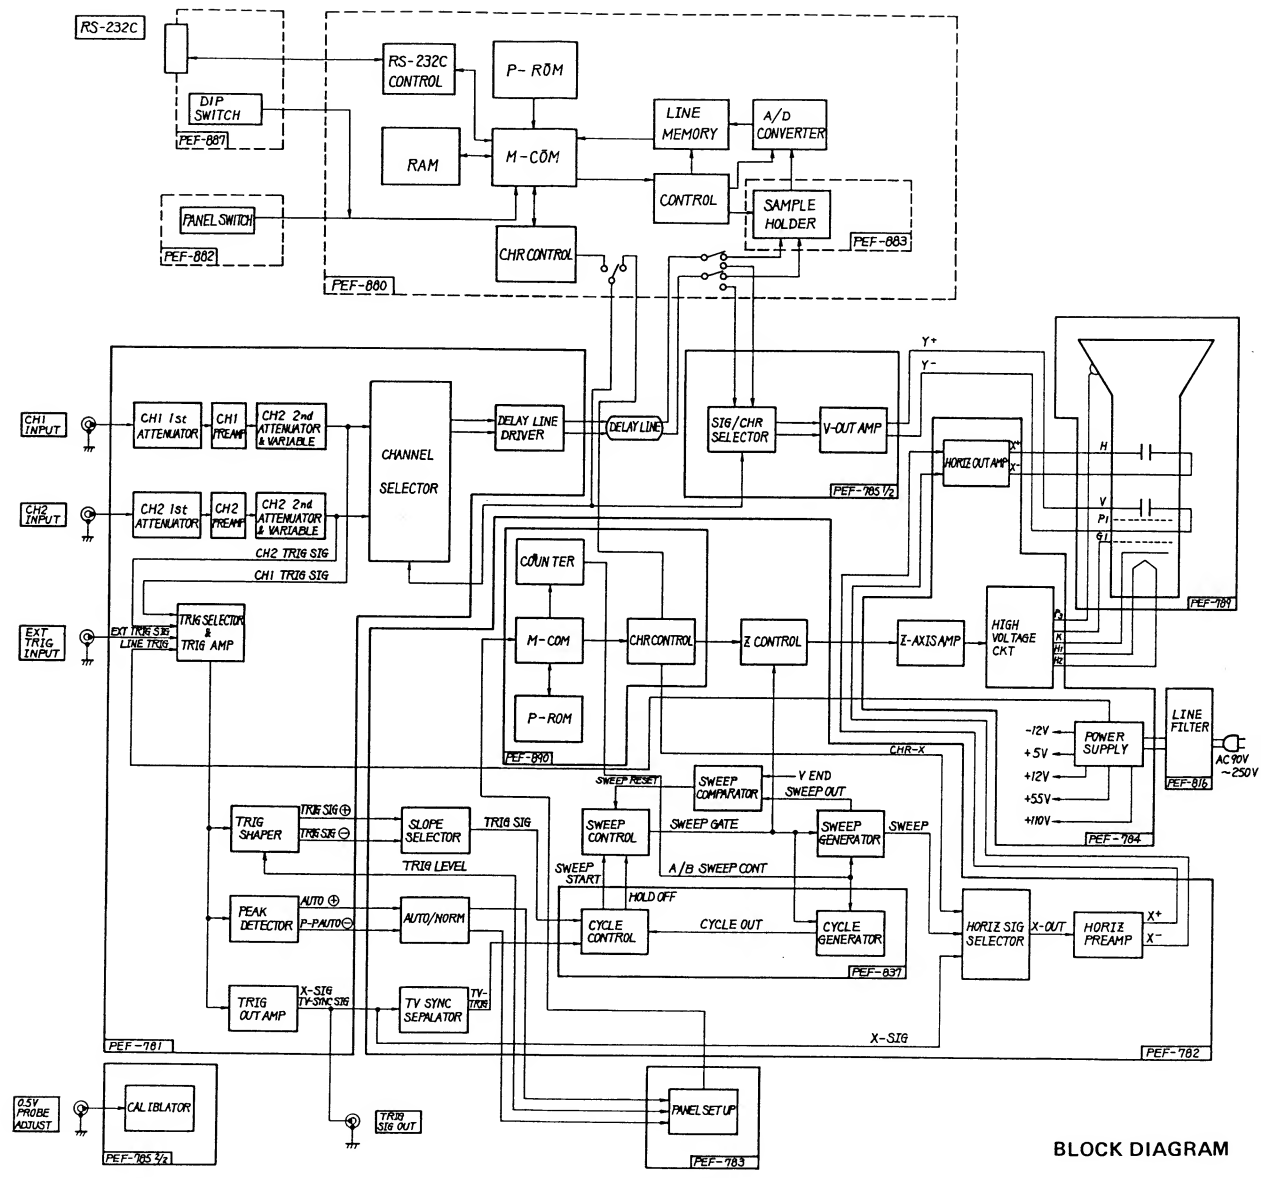 RS-232C
DIP
SWITCH
PEF-887
PANEL SWITCH
PEF-882
RS-232C
CONTROL
P-ROM
RAM
M-COM
CHR CONTROL
LINE
MEMORY
A/D
CONVERTER
CONTROL
SAMPLE
HOLDER
PEF-883
PEF-880
CH1
INPUT
CH1 1st
ATTENUATOR
CH1
PREAMP
CH2 2nd
ATTENUATOR
& VARIABLE
CH2
INPUT
CH2 1st
ATTENUATOR
CH2
PREAMP
CH2 2nd
ATTENUATOR
& VARIABLE
CHANNEL
SELECTOR
DELAY LINE
DRIVER
DELAY LINE
SIG/CHR
SELECTOR
V-OUT AMP
PEF-785 1/2
Y+
Y-
HORIZ OUT AMP
X+
X-
H
V
P1
G1
PEF-789
CH2 TRIG SIG
CH1 TRIG SIG
EXT
TRIG
INPUT
EXT TRIG SIG
LINE TRIG
TRIG SELECTOR
&
TRIG AMP
COUNTER
M-COM
P-ROM
PEF-890
CHR CONTROL
Z CONTROL
Z-AXIS AMP
HIGH
VOLTAGE
CKT
P3
K
H1
H2
-12V
+5V
+12V
+55V
+110V
POWER
SUPPLY
PEF-784
LINE
FILTER
PEF-816
AC 90V
~250V
CHR-X
SWEEP RESET
SWEEP
COMPARATOR
V END
SWEEP OUT
TRIG
SHAPER
TRIG SIG ⊕
TRIG SIG ⊖
SLOPE
SELECTOR
TRIG SIG
TRIG LEVEL
SWEEP
CONTROL
SWEEP GATE
SWEEP
GENERATOR
SWEEP
SWEEP
START
A/B SWEEP CONT
HOLD OFF
PEAK
DETECTOR
AUTO ⊕
P-P AUTO ⊖
AUTO/NORM
CYCLE
CONTROL
CYCLE OUT
CYCLE
GENERATOR
PEF-837
HORIZ SIG
SELECTOR
X-OUT
HORIZ
PREAMP
X+
X-
TRIG
OUT AMP
X-SIG
TV-SYNC SIG
TV SYNC
SEPALATOR
TV-
TRIG
X-SIG
PEF-781
PEF-782
0.5V
PROBE
ADJUST
CALIBLATOR
PEF-785 2/2
TRIG
SIG OUT
PANEL SET UP
PEF-783
BLOCK DIAGRAM